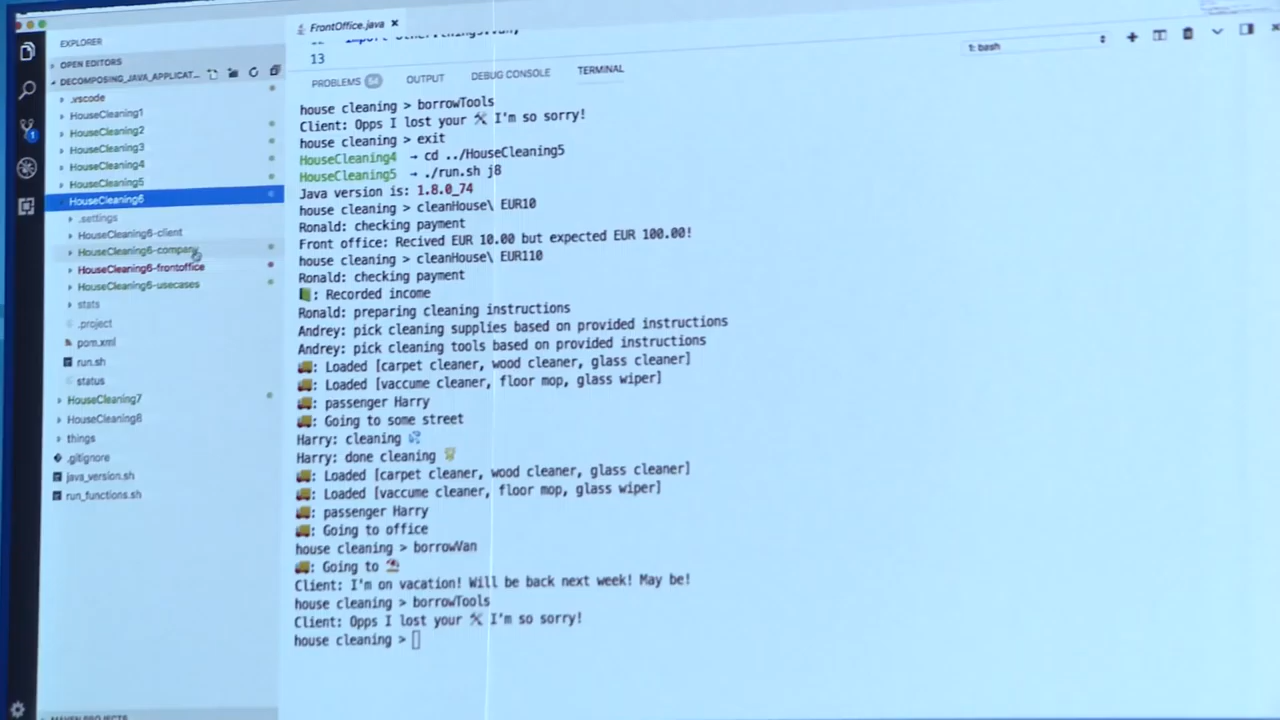 EXPLORER
OPEN EDITORS
DECOMPOSING_JAVA_APPLICAT...
.vscode
HouseCleaning1
HouseCleaning2
HouseCleaning3
HouseCleaning4
HouseCleaning5
HouseCleaning6
.settings
HouseCleaning6-client
HouseCleaning6-company
HouseCleaning6-frontoffice
HouseCleaning6-usecases
stats
.project
pom.xml
run.sh
status
HouseCleaning7
HouseCleaning8
things
.gitignore
java_version.sh
run_functions.sh
MAVEN PROJECTS
1
FrontOffice.java
13
PROBLEMS 64 OUTPUT DEBUG CONSOLE TERMINAL
1: bash
house cleaning > borrowTools
Client: Opps I lost your 🛠 I'm so sorry!
house cleaning > exit
HouseCleaning4 → cd ../HouseCleaning5
HouseCleaning5 → ./run.sh j8
Java version is: 1.8.0_74
house cleaning > cleanHouse\ EUR10
Ronald: checking payment
Front office: Recived EUR 10.00 but expected EUR 100.00!
house cleaning > cleanHouse\ EUR110
Ronald: checking payment
📗: Recorded income
Ronald: preparing cleaning instructions
Andrey: pick cleaning supplies based on provided instructions
Andrey: pick cleaning tools based on provided instructions
🚚: Loaded [carpet cleaner, wood cleaner, glass cleaner]
🚚: Loaded [vaccume cleaner, floor mop, glass wiper]
🚚: passenger Harry
🚚: Going to some street
Harry: cleaning 💦
Harry: done cleaning 🏆
🚚: Loaded [carpet cleaner, wood cleaner, glass cleaner]
🚚: Loaded [vaccume cleaner, floor mop, glass wiper]
🚚: passenger Harry
🚚: Going to office
house cleaning > borrowVan
🚚: Going to ⛱
Client: I'm on vacation! Will be back next week! May be!
house cleaning > borrowTools
Client: Opps I lost your 🛠 I'm so sorry!
house cleaning >